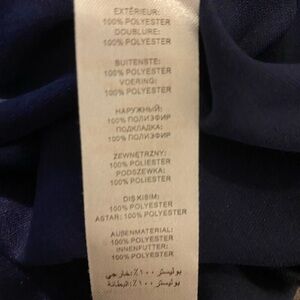 EXTÉRIEUR:
100% POLYESTER
DOUBLURE:
100% POLYESTER
BUITENSTE:
100% POLYESTER
VOERING:
100% POLYESTER
НАРУЖНЫЙ:
100% ПОЛИЭФИР
ПОДКЛАДКА:
100% ПОЛИЭФИР
ZEWNĘTRZNY:
100% POLIESTER
PODSZEWKA:
100% POLIESTER
DIŞ KISIM:
100% POLYESTER
ASTAR: 100% POLYESTER
AUßENMATERIAL:
100% POLYESTER
INNENFUTTER:
100% POLYESTER
بوليستر ١٠٠٪ :خارجي
بوليستر ١٠٠٪ :البطانة